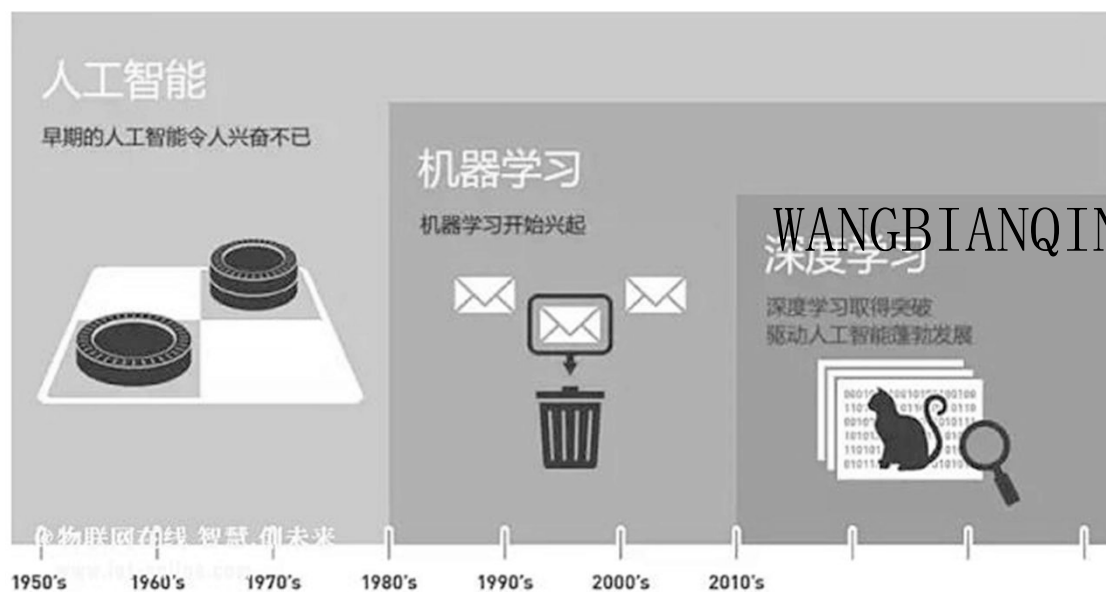 人工智能
早期的人工智能令人兴奋不已
机器学习
机器学习开始兴起
WANGBIANQIN
深度学习
深度学习取得突破
驱动人工智能蓬勃发展
@物联网在线 智慧.创未来
1950's 1960's 1970's 1980's 1990's 2000's 2010's